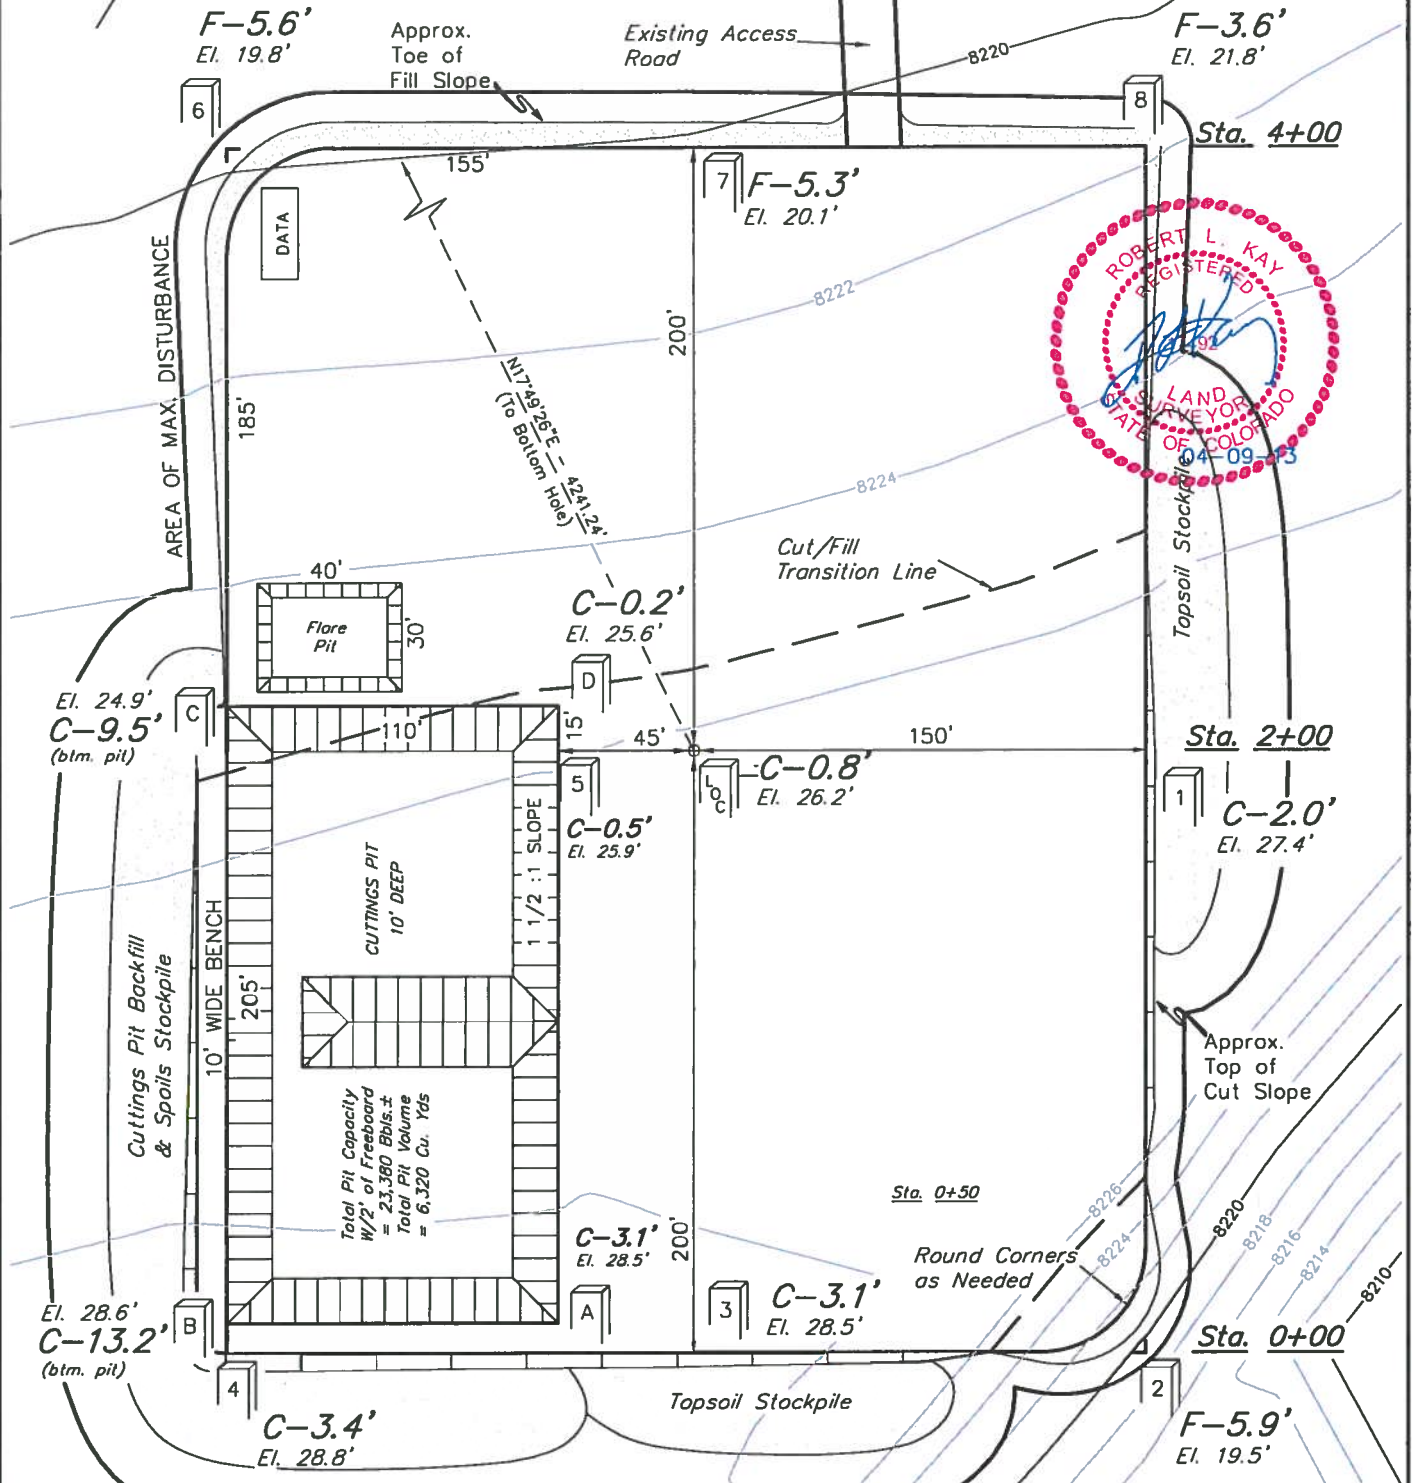 F-5.6'
El. 19.8'
Approx.
Toe of
Fill Slope
Existing Access
Road
8220
F-3.6'
El. 21.8'
6
8
Sta. 4+00
155'
7
F-5.3'
El. 20.1'
DATA
ROBERT L. KAY
REGISTERED
92
LAND
SURVEYOR
STATE OF COLORADO
04-09-13
AREA OF MAX. DISTURBANCE
185'
200'
8222
N17°49'26"E - 4241.24'
(To Bottom Hole)
8224
Topsoil Stockpile
Cut/Fill
Transition Line
40'
Flare
Pit
30'
C-0.2'
El. 25.6'
D
El. 24.9'
C-9.5'
(btm. pit)
C
110'
15'
45'
150'
Sta. 2+00
5
C-0.5'
El. 25.9'
LOC
C-0.8'
El. 26.2'
1
C-2.0'
El. 27.4'
1 1/2 :1 SLOPE
CUTTINGS PIT
10' DEEP
Cuttings Pit Backfill
& Spoils Stockpile
10' WIDE BENCH
205'
Approx.
Top of
Cut Slope
Total Pit Capacity
W/2' of Freeboard
= 23,380 Bbls.±
Total Pit Volume
= 6,320 Cu. Yds
Sta. 0+50
8226
8224
8220
8218
8216
8214
8210
C-3.1'
El. 28.5'
200'
Round Corners
as Needed
El. 28.6'
C-13.2'
(btm. pit)
B
A
3
C-3.1'
El. 28.5'
Sta. 0+00
4
C-3.4'
El. 28.8'
Topsoil Stockpile
2
F-5.9'
El. 19.5'